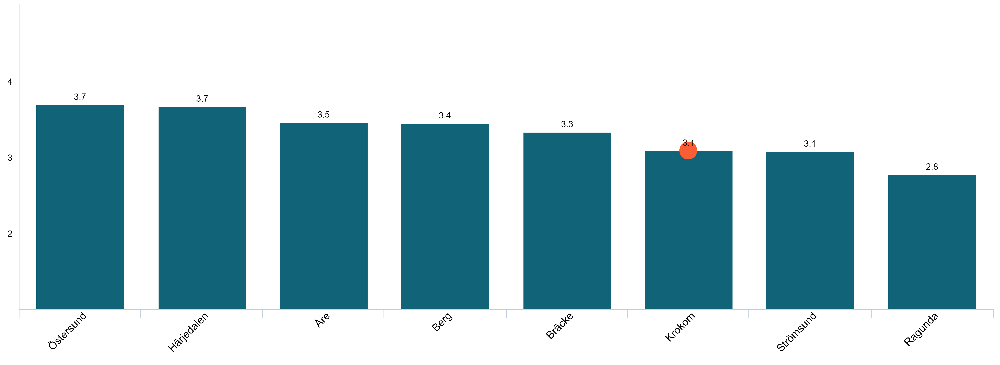 4
3
2
3.7
3.7
3.5
3.4
3.3
3.1
3.1
2.8
Östersund
Härjedalen
Åre
Berg
Bräcke
Krokom
Strömsund
Ragunda